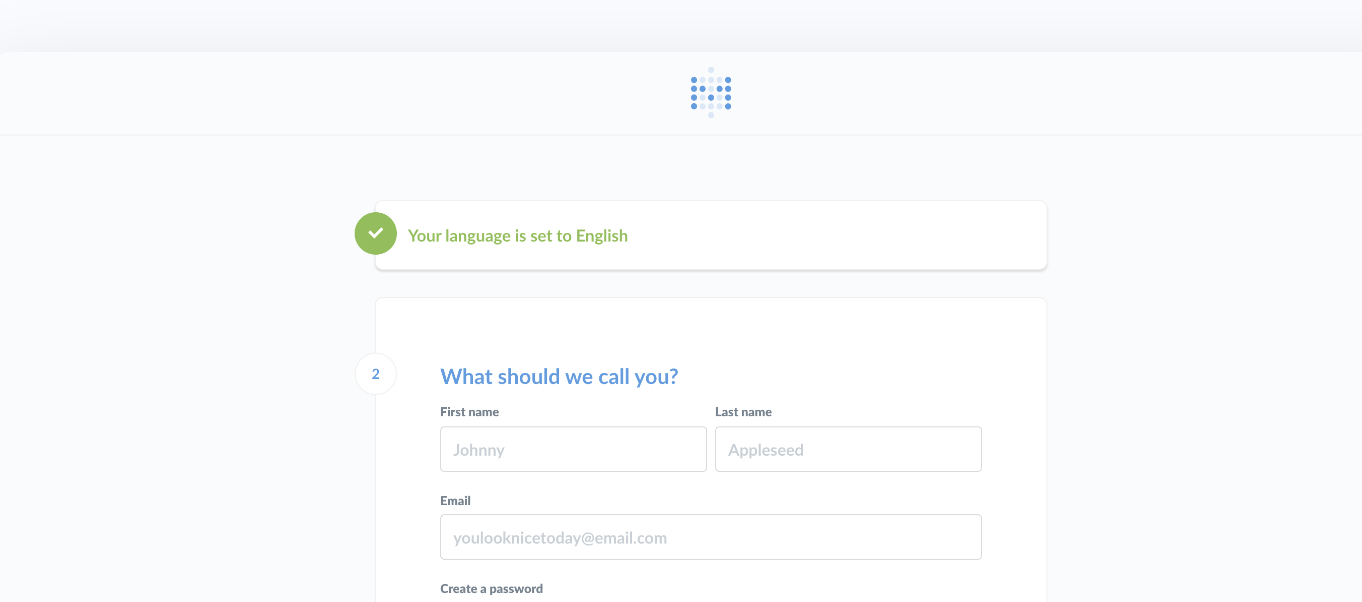 Your language is set to English
2
What should we call you?
First name
Last name
Johnny
Appleseed
Email
youlooknicetoday@email.com
Create a password